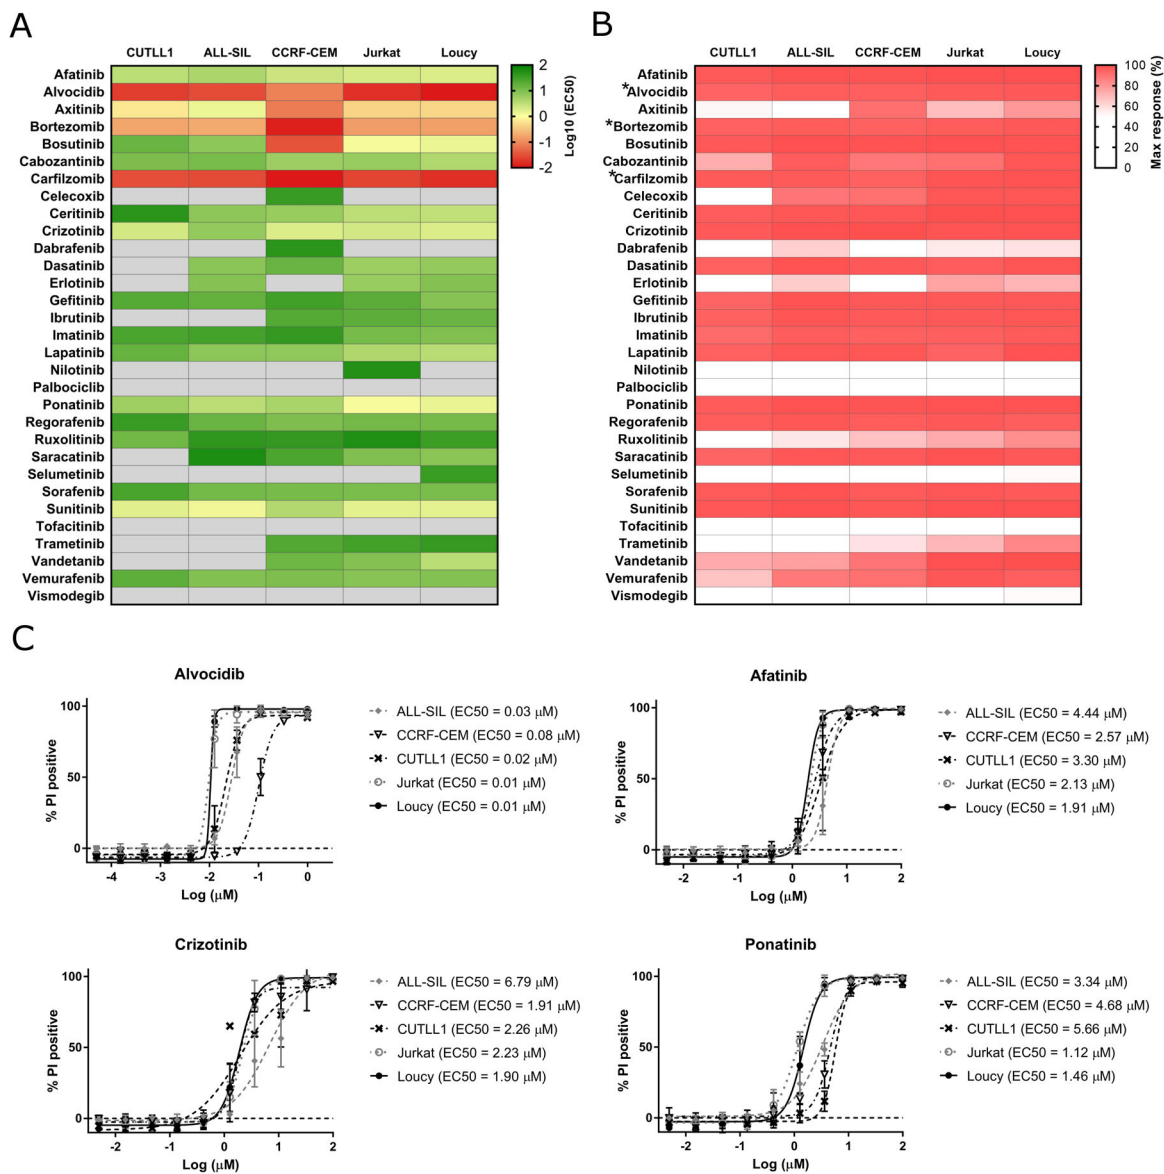 A
CUTLL1 ALL-SIL CCRF-CEM Jurkat Loucy
Afatinib
Alvocidib
Axitinib
Bortezomib
Bosutinib
Cabozantinib
Carfilzomib
Celecoxib
Ceritinib
Crizotinib
Dabrafenib
Dasatinib
Erlotinib
Gefitinib
Ibrutinib
Imatinib
Lapatinib
Nilotinib
Palbociclib
Ponatinib
Regorafenib
Ruxolitinib
Saracatinib
Selumetinib
Sorafenib
Sunitinib
Tofacitinib
Trametinib
Vandetanib
Vemurafenib
Vismodegib
2
1
0
-1
-2
Log10 (EC50)
B
CUTLL1 ALL-SIL CCRF-CEM Jurkat Loucy
Afatinib
*Alvocidib
Axitinib
*Bortezomib
Bosutinib
Cabozantinib
*Carfilzomib
Celecoxib
Ceritinib
Crizotinib
Dabrafenib
Dasatinib
Erlotinib
Gefitinib
Ibrutinib
Imatinib
Lapatinib
Nilotinib
Palbociclib
Ponatinib
Regorafenib
Ruxolitinib
Saracatinib
Selumetinib
Sorafenib
Sunitinib
Tofacitinib
Trametinib
Vandetanib
Vemurafenib
Vismodegib
100
80
60
40
20
0
Max response (%)
C
Alvocidib
% PI positive
100
50
0
-4 -3 -2 -1 0
Log (µM)
ALL-SIL (EC50 = 0.03 µM)
CCRF-CEM (EC50 = 0.08 µM)
CUTLL1 (EC50 = 0.02 µM)
Jurkat (EC50 = 0.01 µM)
Loucy (EC50 = 0.01 µM)
Afatinib
% PI positive
100
50
0
-2 -1 0 1 2
Log (µM)
ALL-SIL (EC50 = 4.44 µM)
CCRF-CEM (EC50 = 2.57 µM)
CUTLL1 (EC50 = 3.30 µM)
Jurkat (EC50 = 2.13 µM)
Loucy (EC50 = 1.91 µM)
Crizotinib
% PI positive
100
50
0
-2 -1 0 1 2
Log (µM)
ALL-SIL (EC50 = 6.79 µM)
CCRF-CEM (EC50 = 1.91 µM)
CUTLL1 (EC50 = 2.26 µM)
Jurkat (EC50 = 2.23 µM)
Loucy (EC50 = 1.90 µM)
Ponatinib
% PI positive
100
50
0
-2 -1 0 1 2
Log (µM)
ALL-SIL (EC50 = 3.34 µM)
CCRF-CEM (EC50 = 4.68 µM)
CUTLL1 (EC50 = 5.66 µM)
Jurkat (EC50 = 1.12 µM)
Loucy (EC50 = 1.46 µM)